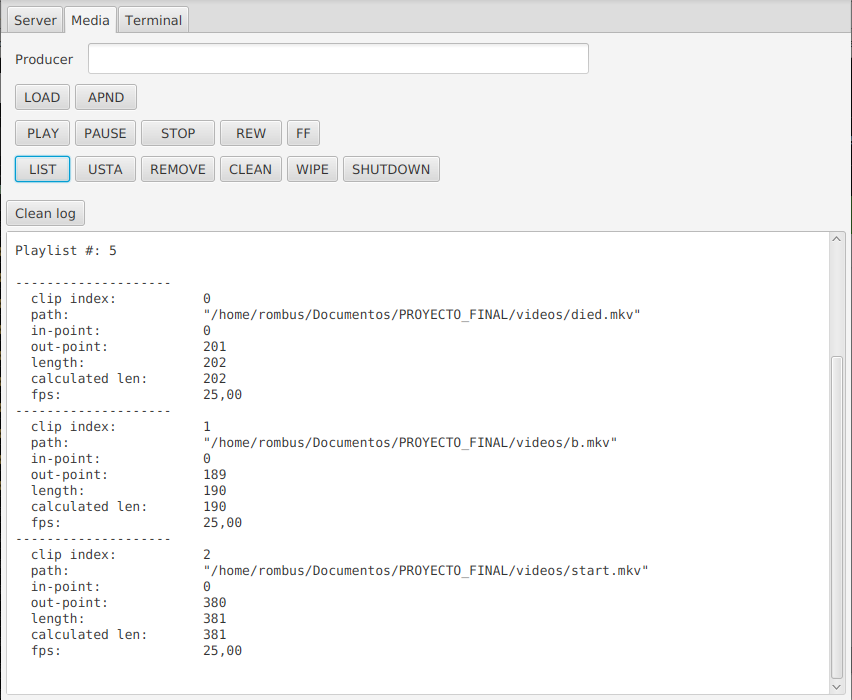 Server Media Terminal
Producer
LOAD APND
PLAY PAUSE STOP REW FF
LIST USTA REMOVE CLEAN WIPE SHUTDOWN
Clean log
Playlist #: 5
--------------------
clip index: 0
path: "/home/rombus/Documentos/PROYECTO_FINAL/videos/died.mkv"
in-point: 0
out-point: 201
length: 202
calculated len: 202
fps: 25,00
--------------------
clip index: 1
path: "/home/rombus/Documentos/PROYECTO_FINAL/videos/b.mkv"
in-point: 0
out-point: 189
length: 190
calculated len: 190
fps: 25,00
--------------------
clip index: 2
path: "/home/rombus/Documentos/PROYECTO_FINAL/videos/start.mkv"
in-point: 0
out-point: 380
length: 381
calculated len: 381
fps: 25,00